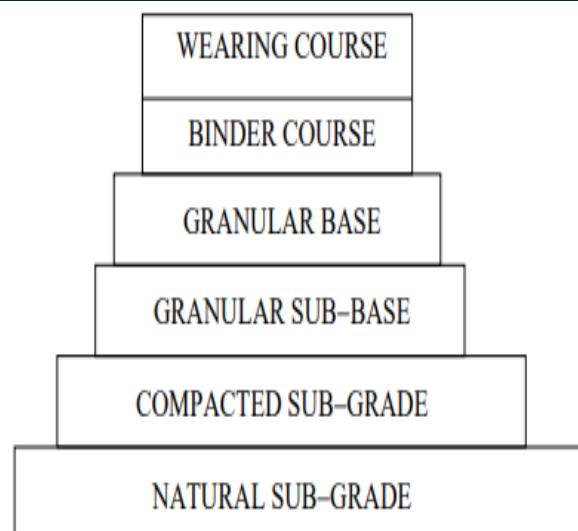 WEARING COURSE
BINDER COURSE
GRANULAR BASE
GRANULAR SUB–BASE
COMPACTED SUB–GRADE
NATURAL SUB–GRADE